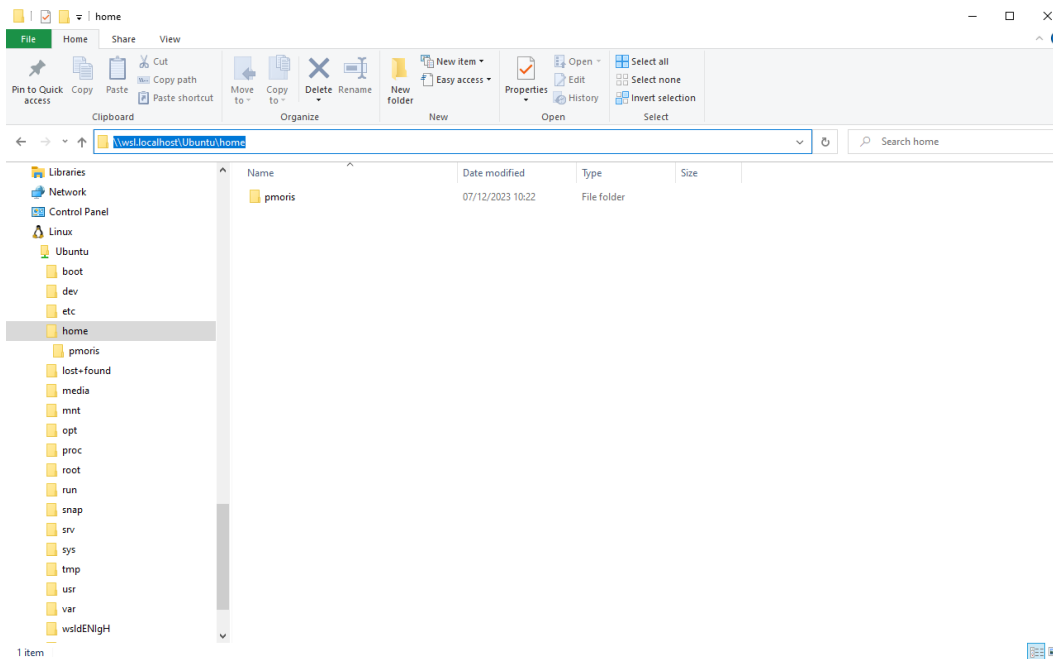 home
File Home Share View
Pin to Quick access
Copy
Paste
Cut
Copy path
Paste shortcut
Clipboard
Move to
Copy to
Delete
Rename
Organize
New folder
New item
Easy access
New
Properties
Open
Edit
History
Open
Select all
Select none
Invert selection
Select
\\wsl.localhost\Ubuntu\home
Search home
Libraries
Network
Control Panel
Linux
Ubuntu
boot
dev
etc
home
pmoris
lost+found
media
mnt
opt
proc
root
run
snap
srv
sys
tmp
usr
var
wsldENIgH
Name Date modified Type Size
pmoris 07/12/2023 10:22 File folder
1 item